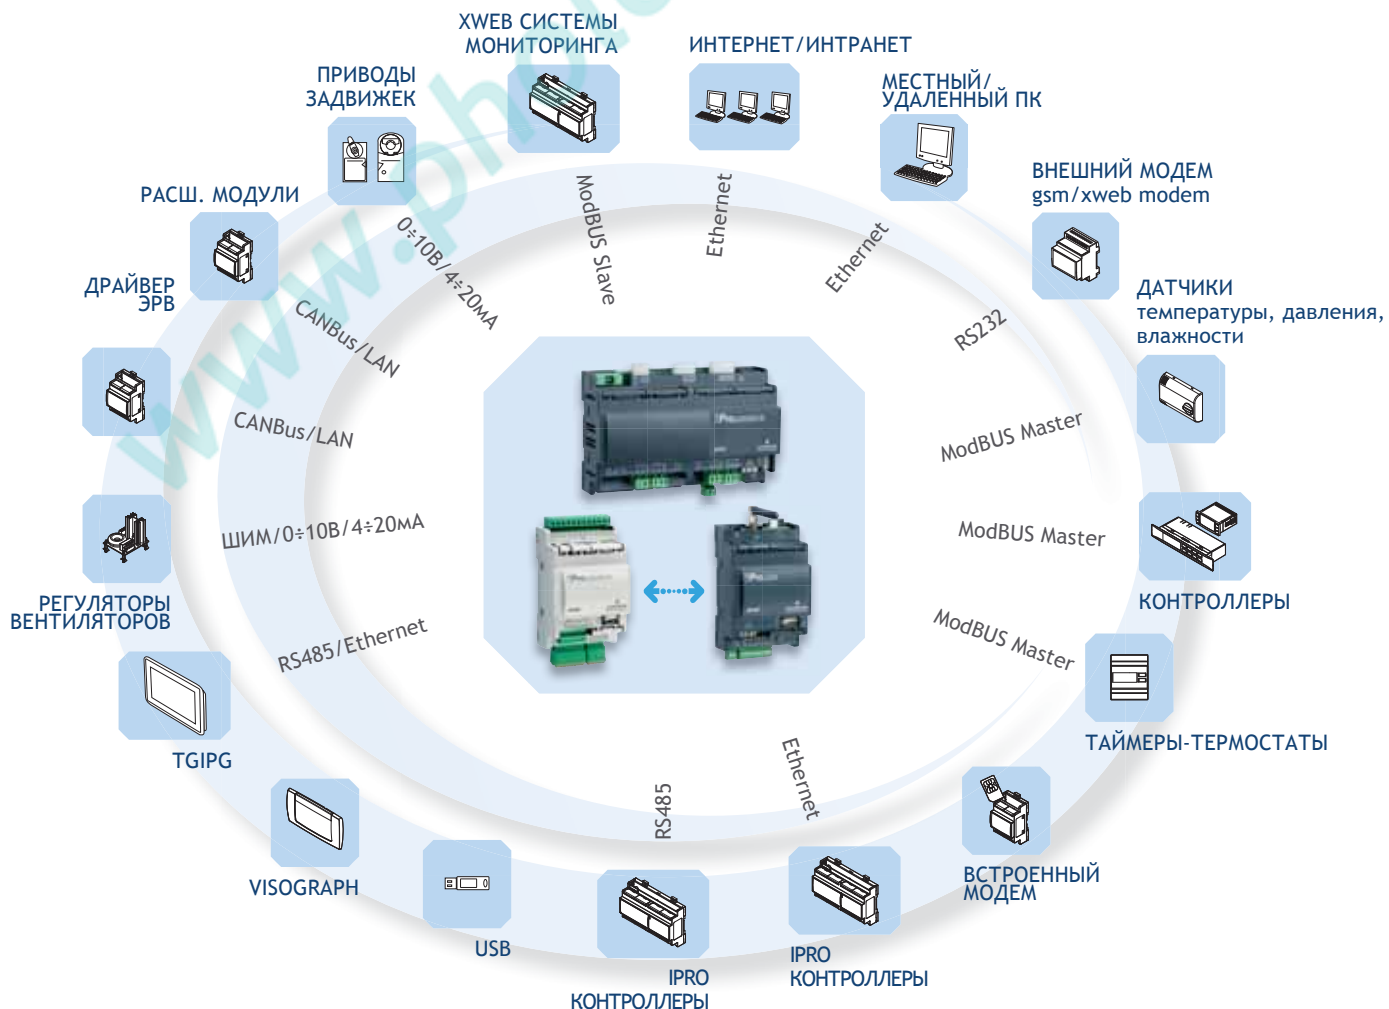 XWEB СИСТЕМЫ
МОНИТОРИНГА
ИНТЕРНЕТ/ИНТРАНЕТ
МЕСТНЫЙ/
УДАЛЕННЫЙ ПК
ПРИВОДЫ
ЗАДВИЖЕК
ВНЕШНИЙ МОДЕМ
gsm/xweb modem
РАСШ. МОДУЛИ
ДРАЙВЕР
ЭРВ
ДАТЧИКИ
температуры, давления,
влажности
0÷10В/4÷20мА
ModBUS Slave
Ethernet
Ethernet
RS232
CANBus/LAN
CANBus/LAN
ModBUS Master
ШИМ/0÷10В/4÷20мА
ModBUS Master
РЕГУЛЯТОРЫ
ВЕНТИЛЯТОРОВ
КОНТРОЛЛЕРЫ
RS485/Ethernet
ModBUS Master
TGIPG
ТАЙМЕРЫ-ТЕРМОСТАТЫ
RS485
Ethernet
VISOGRAPH
ВСТРОЕННЫЙ
МОДЕМ
USB
IPRO
КОНТРОЛЛЕРЫ
IPRO
КОНТРОЛЛЕРЫ
www.phol